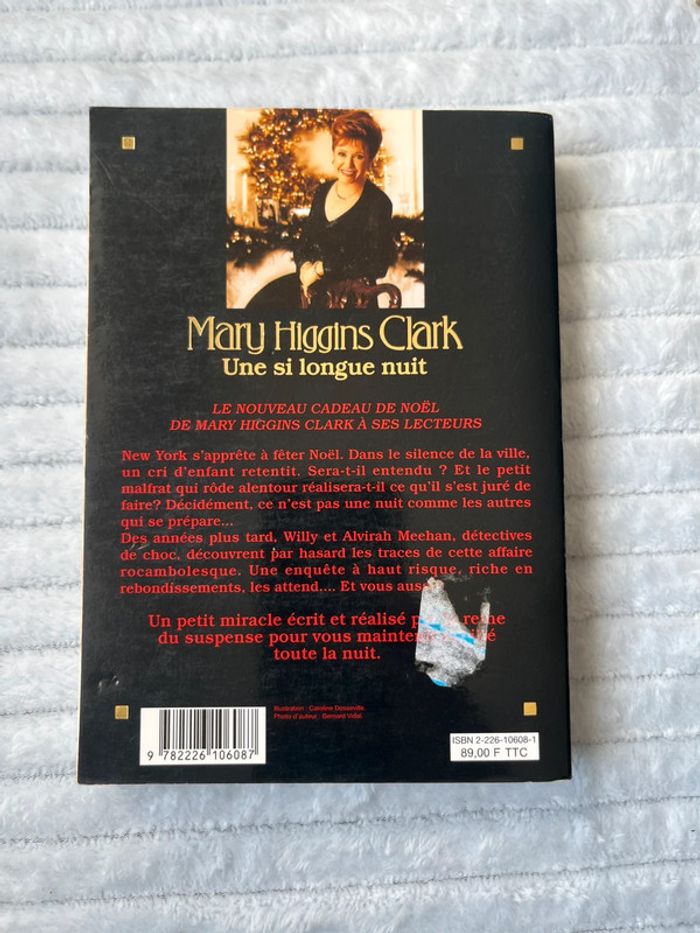 Mary Higgins Clark
Une si longue nuit
LE NOUVEAU CADEAU DE NOËL
DE MARY HIGGINS CLARK À SES LECTEURS
New York s'apprête à fêter Noël. Dans le silence de la ville,
un cri d'enfant retentit. Sera-t-il entendu ? Et le petit
malfrat qui rôde alentour réalisera-t-il ce qu'il s'est juré de
faire? Décidément, ce n'est pas une nuit comme les autres
qui se prépare...
Des années plus tard, Willy et Alvirah Meehan, détectives
de choc, découvrent par hasard les traces de cette affaire
rocambolesque. Une enquête à haut risque, riche en
rebondissements, les attend.... Et vous
Un petit miracle écrit et réalisé
du suspense pour vous
toute la nuit.
Illustration : Caroline Dosseville.
Photo d'auteur : Bernard Vidal.
9 782226 106087
ISBN 2-226-10608-1
89,00 F TTC